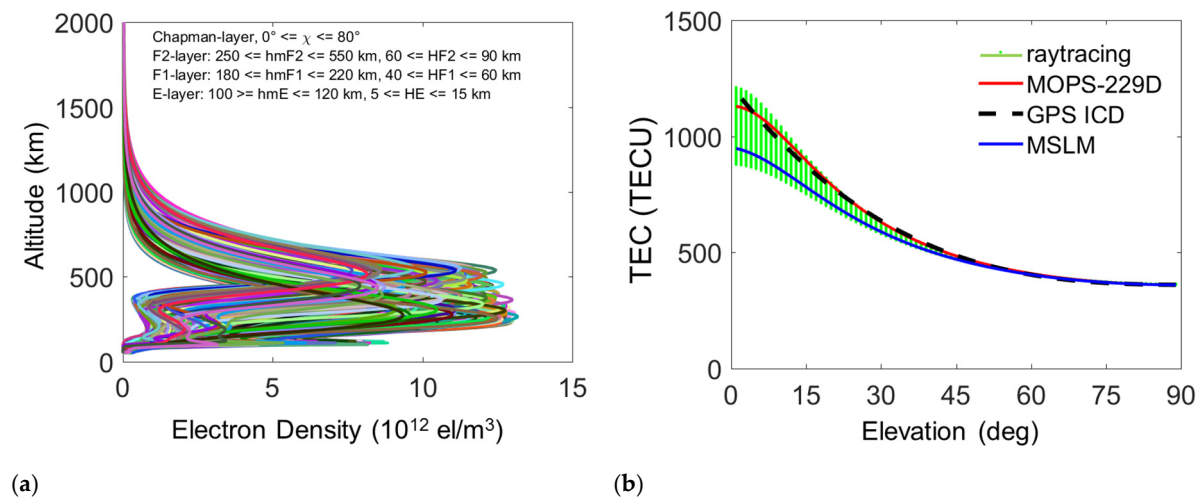 2000
1500
1000
500
0
Altitude (km)
Chapman-layer, 0° <= χ <= 80°
F2-layer: 250 <= hmF2 <= 550 km, 60 <= HF2 <= 90 km
F1-layer: 180 <= hmF1 <= 220 km, 40 <= HF1 <= 60 km
E-layer: 100 >= hmE <= 120 km, 5 <= HE <= 15 km
0 5 10 15
Electron Density (10¹² el/m³)
(a)
1500
1000
500
0
TEC (TECU)
raytracing
MOPS-229D
GPS ICD
MSLM
0 15 30 45 60 75 90
Elevation (deg)
(b)